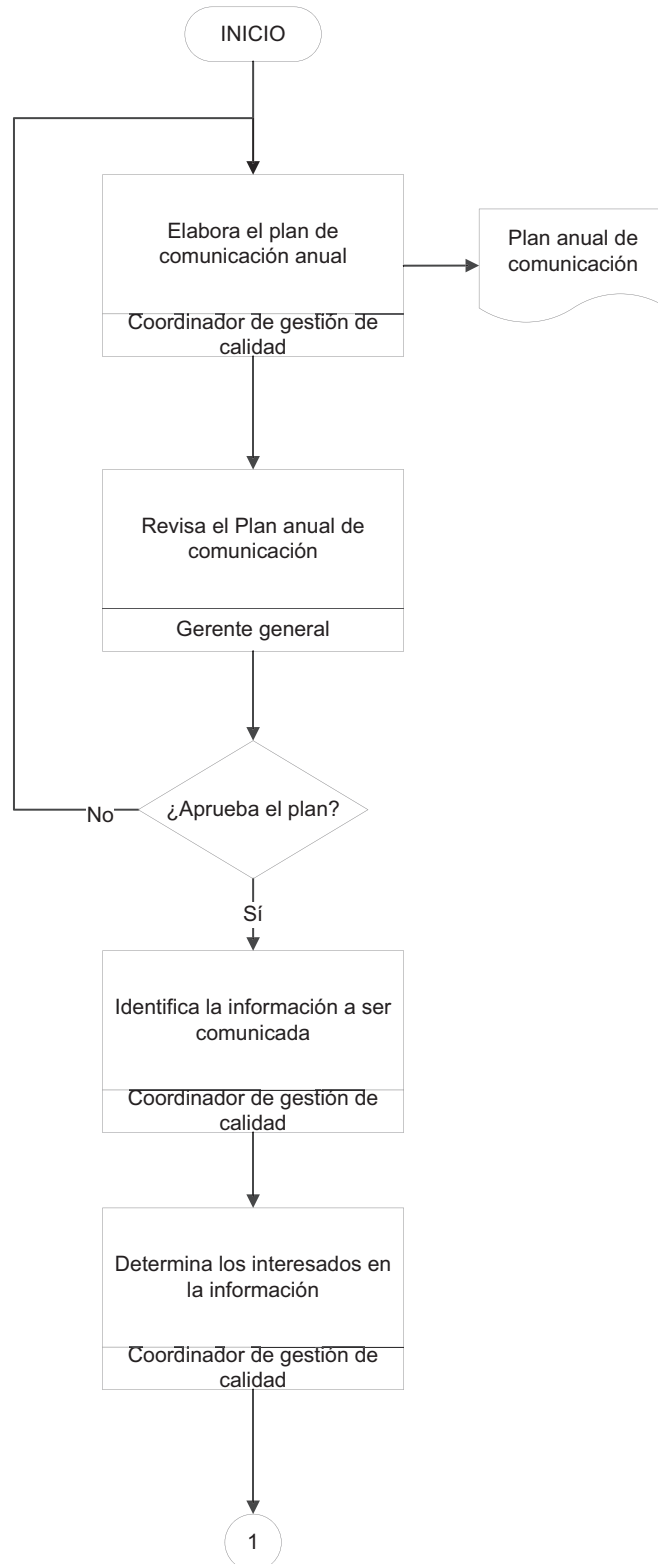 INICIO
Elabora el plan de
comunicación anual
Coordinador de gestión de
calidad
Plan anual de
comunicación
Revisa el Plan anual de
comunicación
Gerente general
¿Aprueba el plan?
No
Sí
Identifica la información a ser
comunicada
Coordinador de gestión de
calidad
Determina los interesados en
la información
Coordinador de gestión de
calidad
1